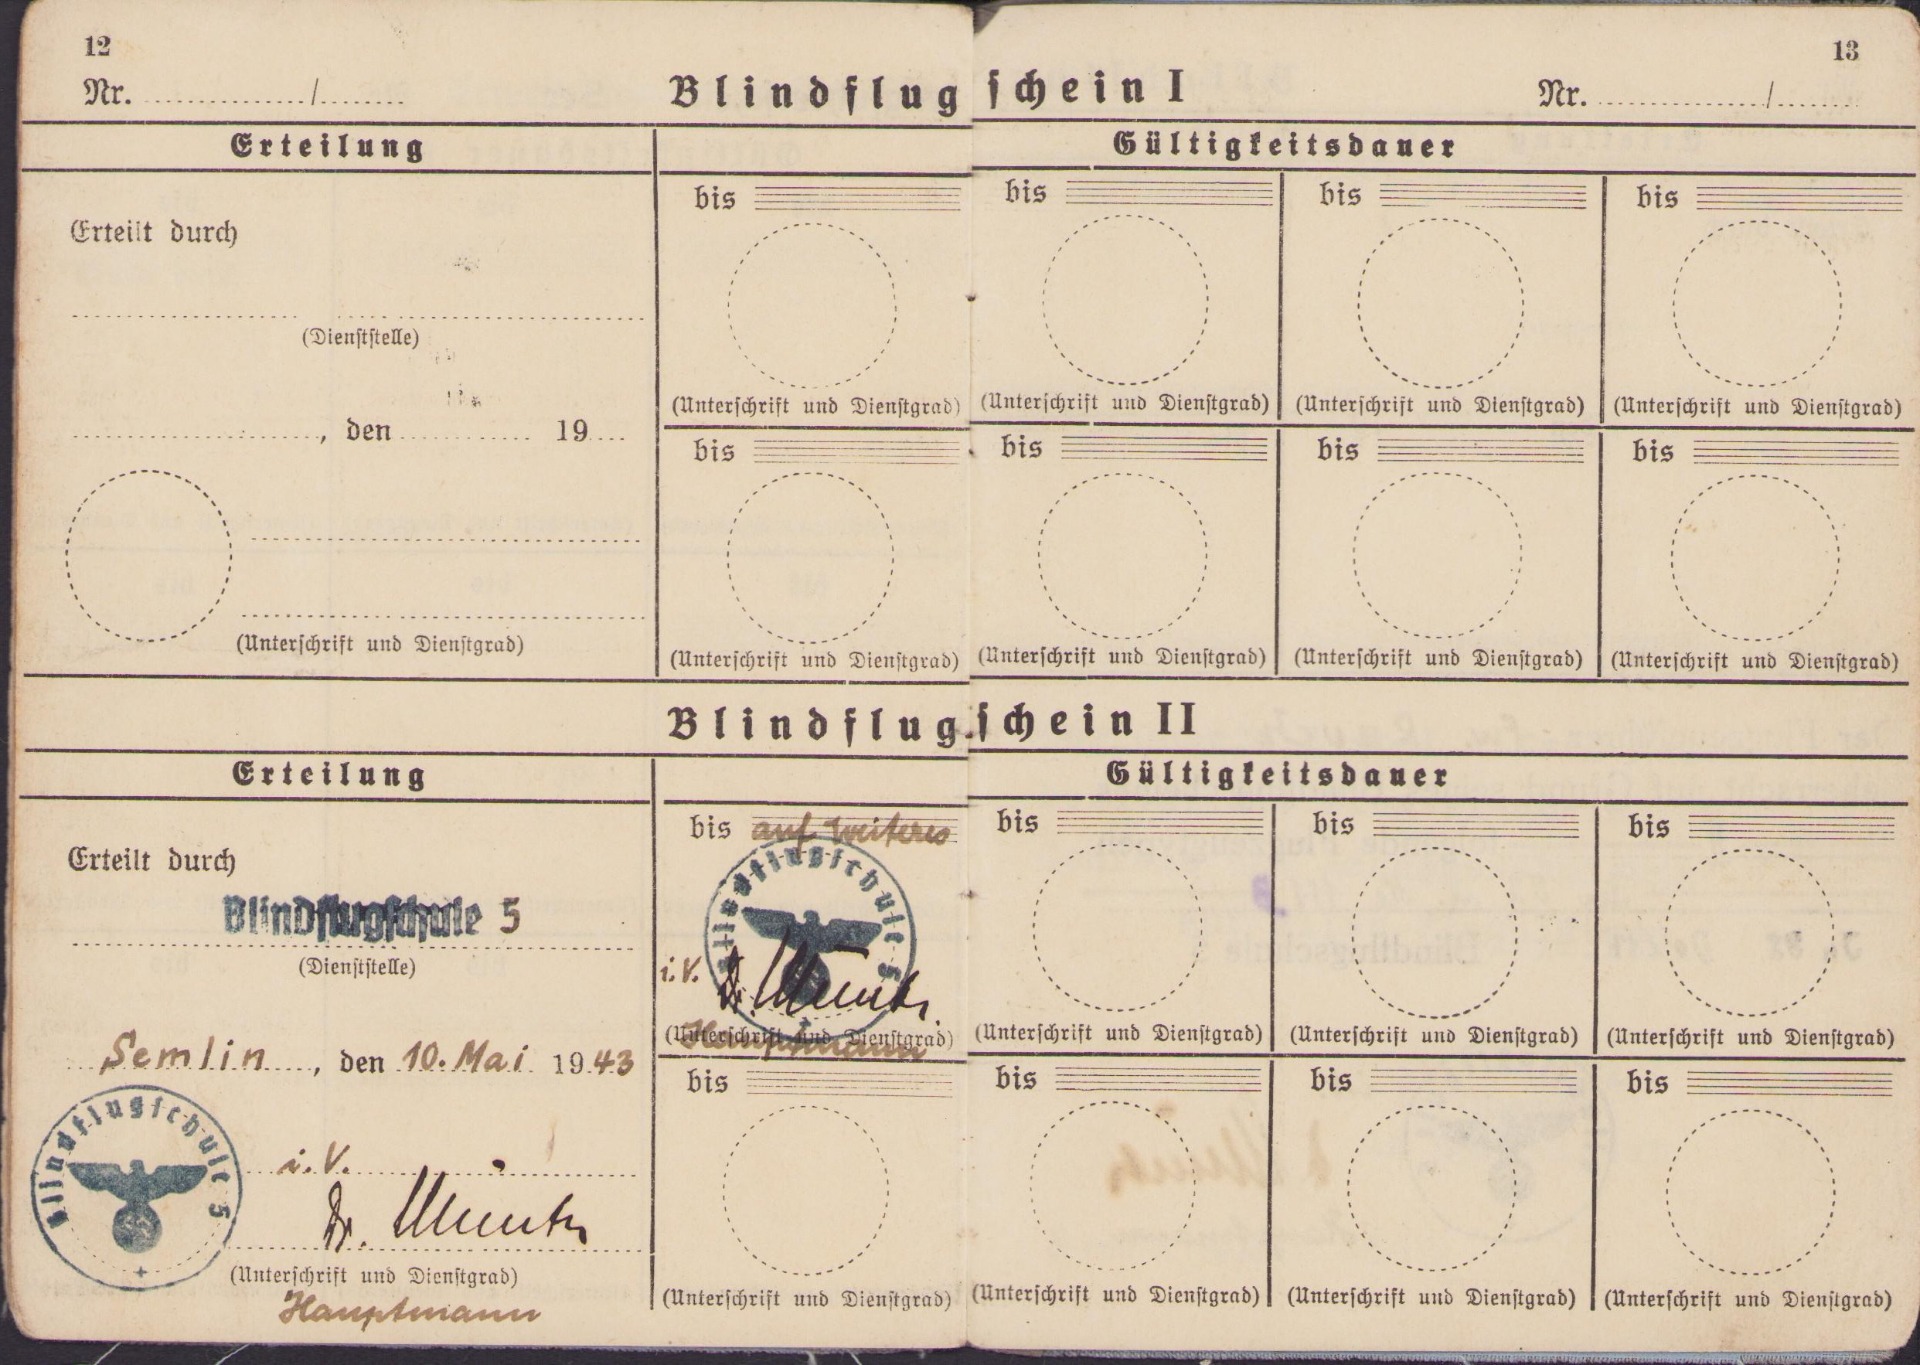 12
13
Nr. ............../........
Blindflugschein I
Nr. ............../........
Erteilung
Gültigkeitsdauer
bis
bis
bis
bis
Erteilt durch
(Dienststelle)
(Unterschrift und Dienstgrad)
(Unterschrift und Dienstgrad)
(Unterschrift und Dienstgrad)
(Unterschrift und Dienstgrad)
, den 19
bis
bis
bis
bis
(Unterschrift und Dienstgrad)
(Unterschrift und Dienstgrad)
(Unterschrift und Dienstgrad)
(Unterschrift und Dienstgrad)
(Unterschrift und Dienstgrad)
Blindflugschein II
Erteilung
Gültigkeitsdauer
bis auf weiteres
bis
bis
bis
Erteilt durch
Blindflugschule 5
(Dienststelle)
Blindflugschule 5
i. V.
Dr.
(Unterschrift und Dienstgrad)
Hauptmann
(Unterschrift und Dienstgrad)
(Unterschrift und Dienstgrad)
(Unterschrift und Dienstgrad)
Semlin, den 10. Mai 1943
bis
bis
bis
bis
Blindflugschule 5
i. V.
Dr.
(Unterschrift und Dienstgrad)
Hauptmann
(Unterschrift und Dienstgrad)
(Unterschrift und Dienstgrad)
(Unterschrift und Dienstgrad)
(Unterschrift und Dienstgrad)